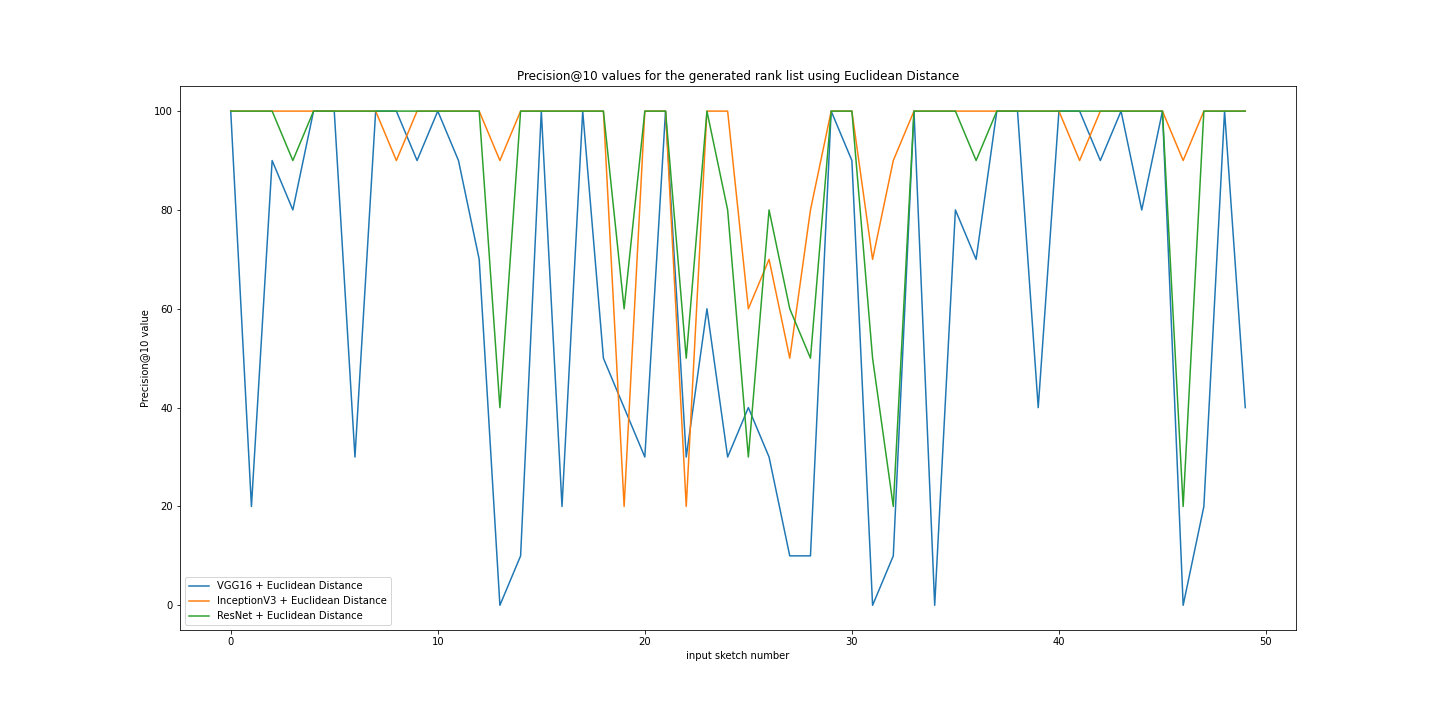 Precision@10 values for the generated rank list using Euclidean Distance
100
80
60
40
20
0
Precision@10 value
VGG16 + Euclidean Distance
InceptionV3 + Euclidean Distance
ResNet + Euclidean Distance
0 10 20 30 40 50
input sketch number